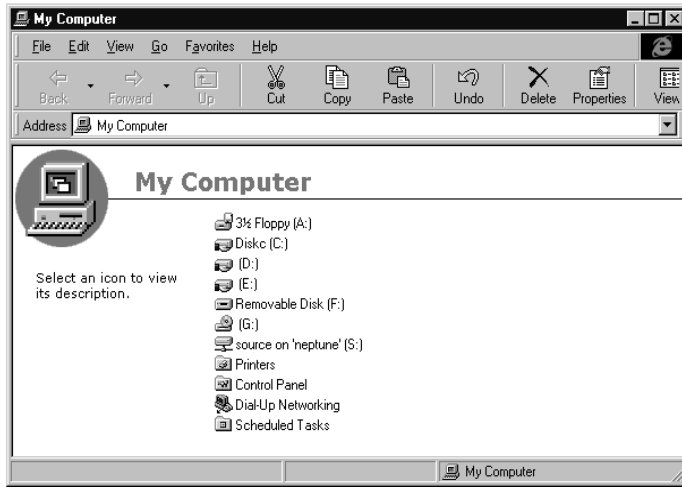 My Computer
File Edit View Go Favorites Help
Back Forward Up Cut Copy Paste Undo Delete Properties View
Address My Computer
My Computer
3½ Floppy (A:)
Diskc (C:)
(D:)
(E:)
Removable Disk (F:)
(G:)
source on 'neptune' (S:)
Printers
Control Panel
Dial-Up Networking
Scheduled Tasks
Select an icon to view
its description.
My Computer